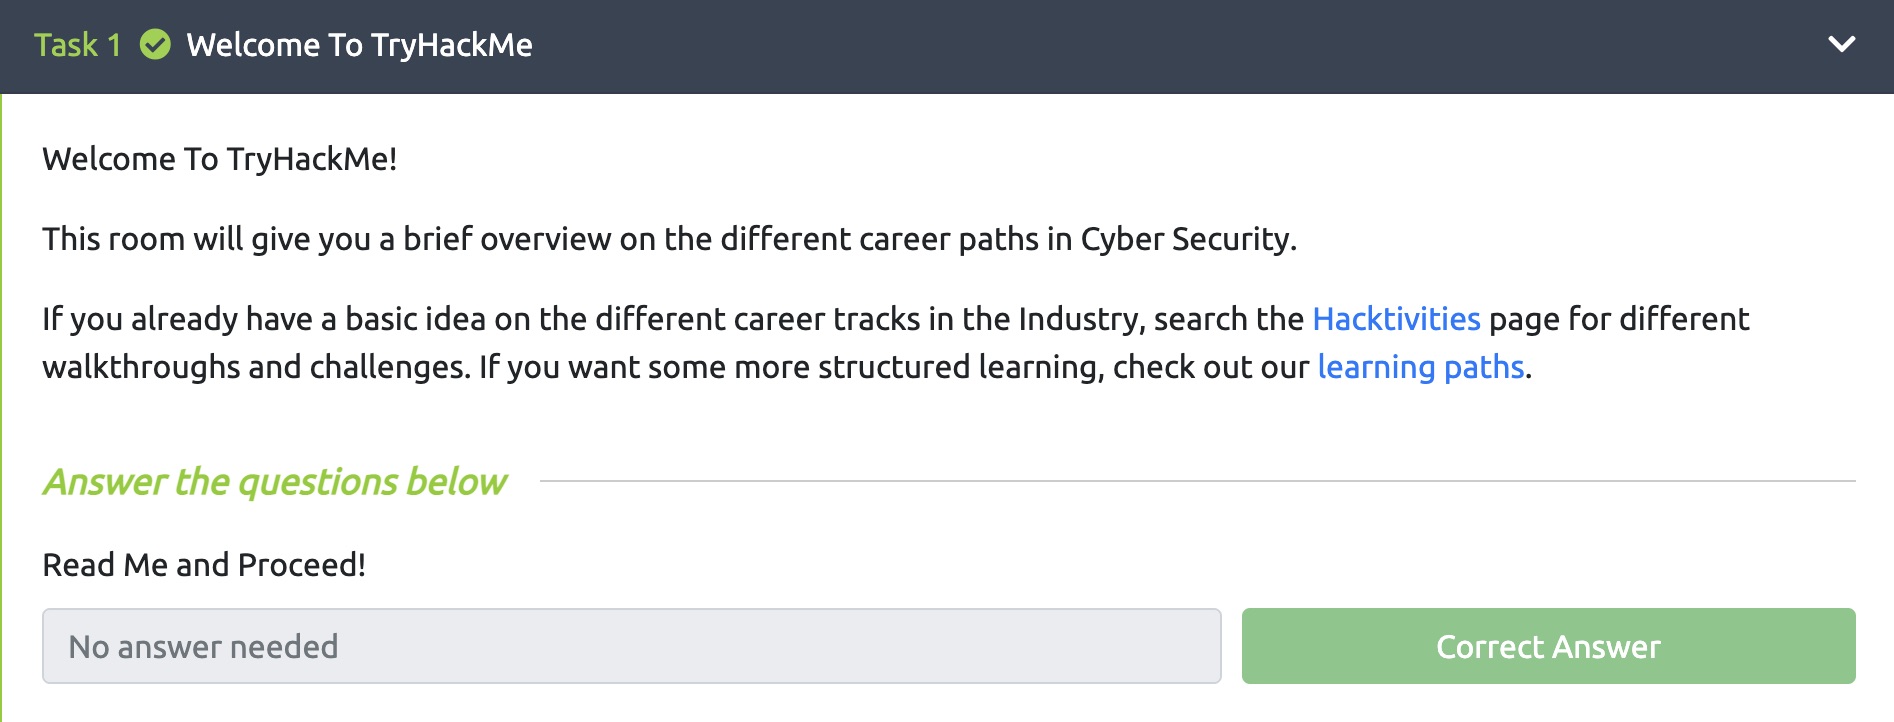 Task 1 Welcome To TryHackMe
Welcome To TryHackMe!
This room will give you a brief overview on the different career paths in Cyber Security.
If you already have a basic idea on the different career tracks in the Industry, search the Hacktivities page for different
walkthroughs and challenges. If you want some more structured learning, check out our learning paths.
Answer the questions below
Read Me and Proceed!
No answer needed
Correct Answer